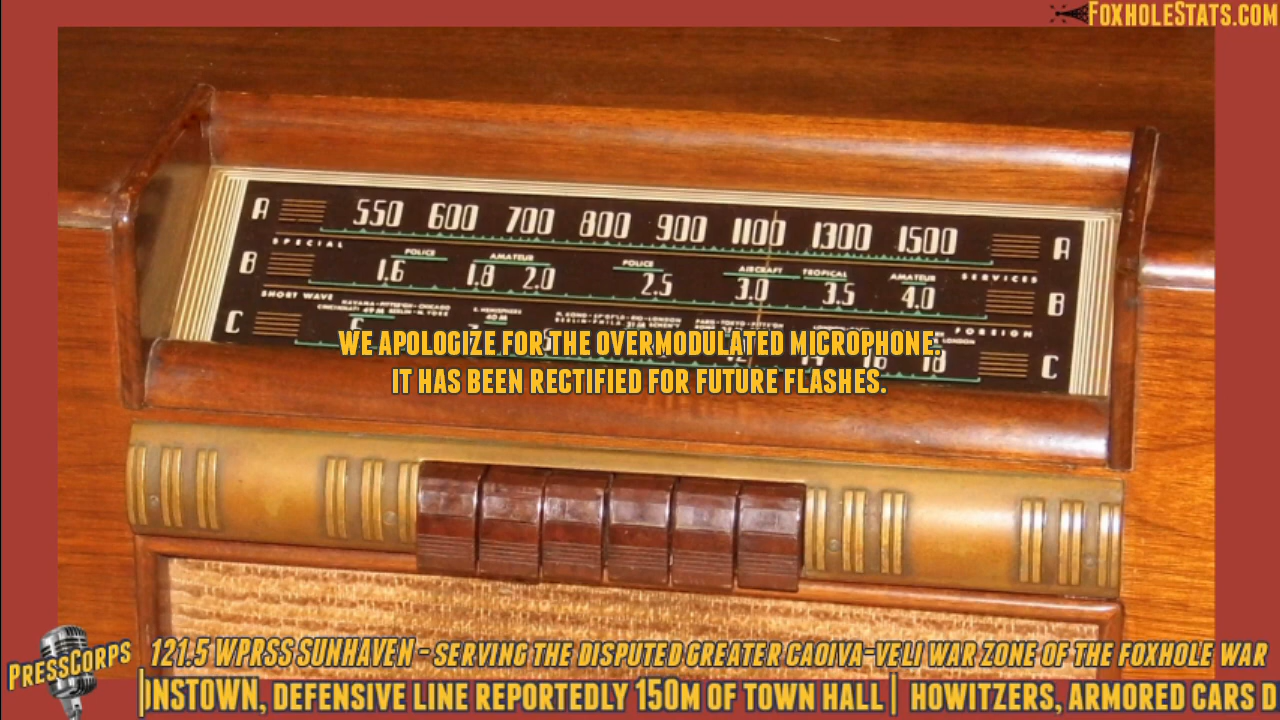 FOXHOLESTATS.COM
A 550 600 700 800 900 1100 1300 1500 A
SPECIAL POLICE AMATEUR POLICE AIRCRAFT TROPICAL AMATEUR SERVICES
B 1.6 1.8 2.0 2.5 3.0 3.5 4.0 B
SHORT WAVE FOREIGN
C C
WE APOLOGIZE FOR THE OVERMODULATED MICROPHONE.
IT HAS BEEN RECTIFIED FOR FUTURE FLASHES.
PRESSCORPS
121.5 WPRSS SUNHAVEN - SERVING THE DISPUTED GREATER CAOIVA-VELI WAR ZONE OF THE FOXHOLE WAR
ONSTOWN, DEFENSIVE LINE REPORTEDLY 150M OF TOWN HALL | HOWITZERS, ARMORED CARS D